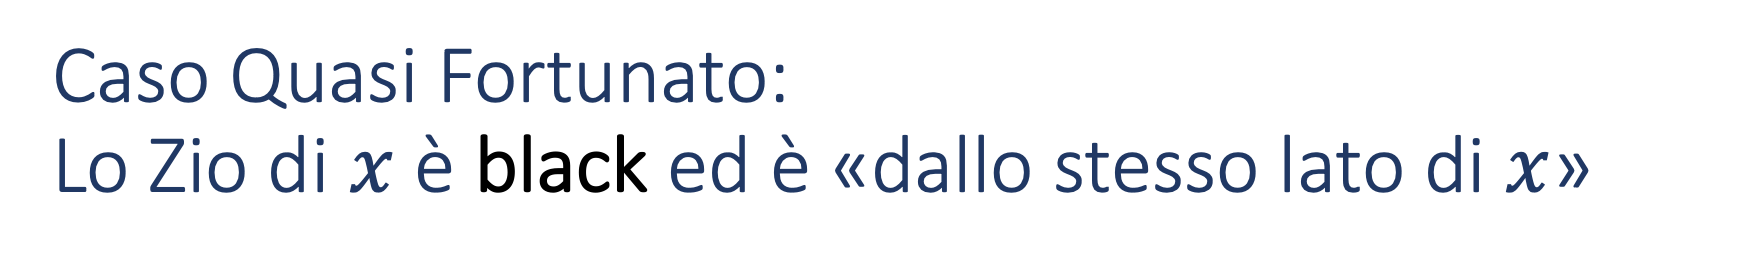 Caso Quasi Fortunato:
Lo Zio di 𝑥 è black ed è «dallo stesso lato di 𝑥»